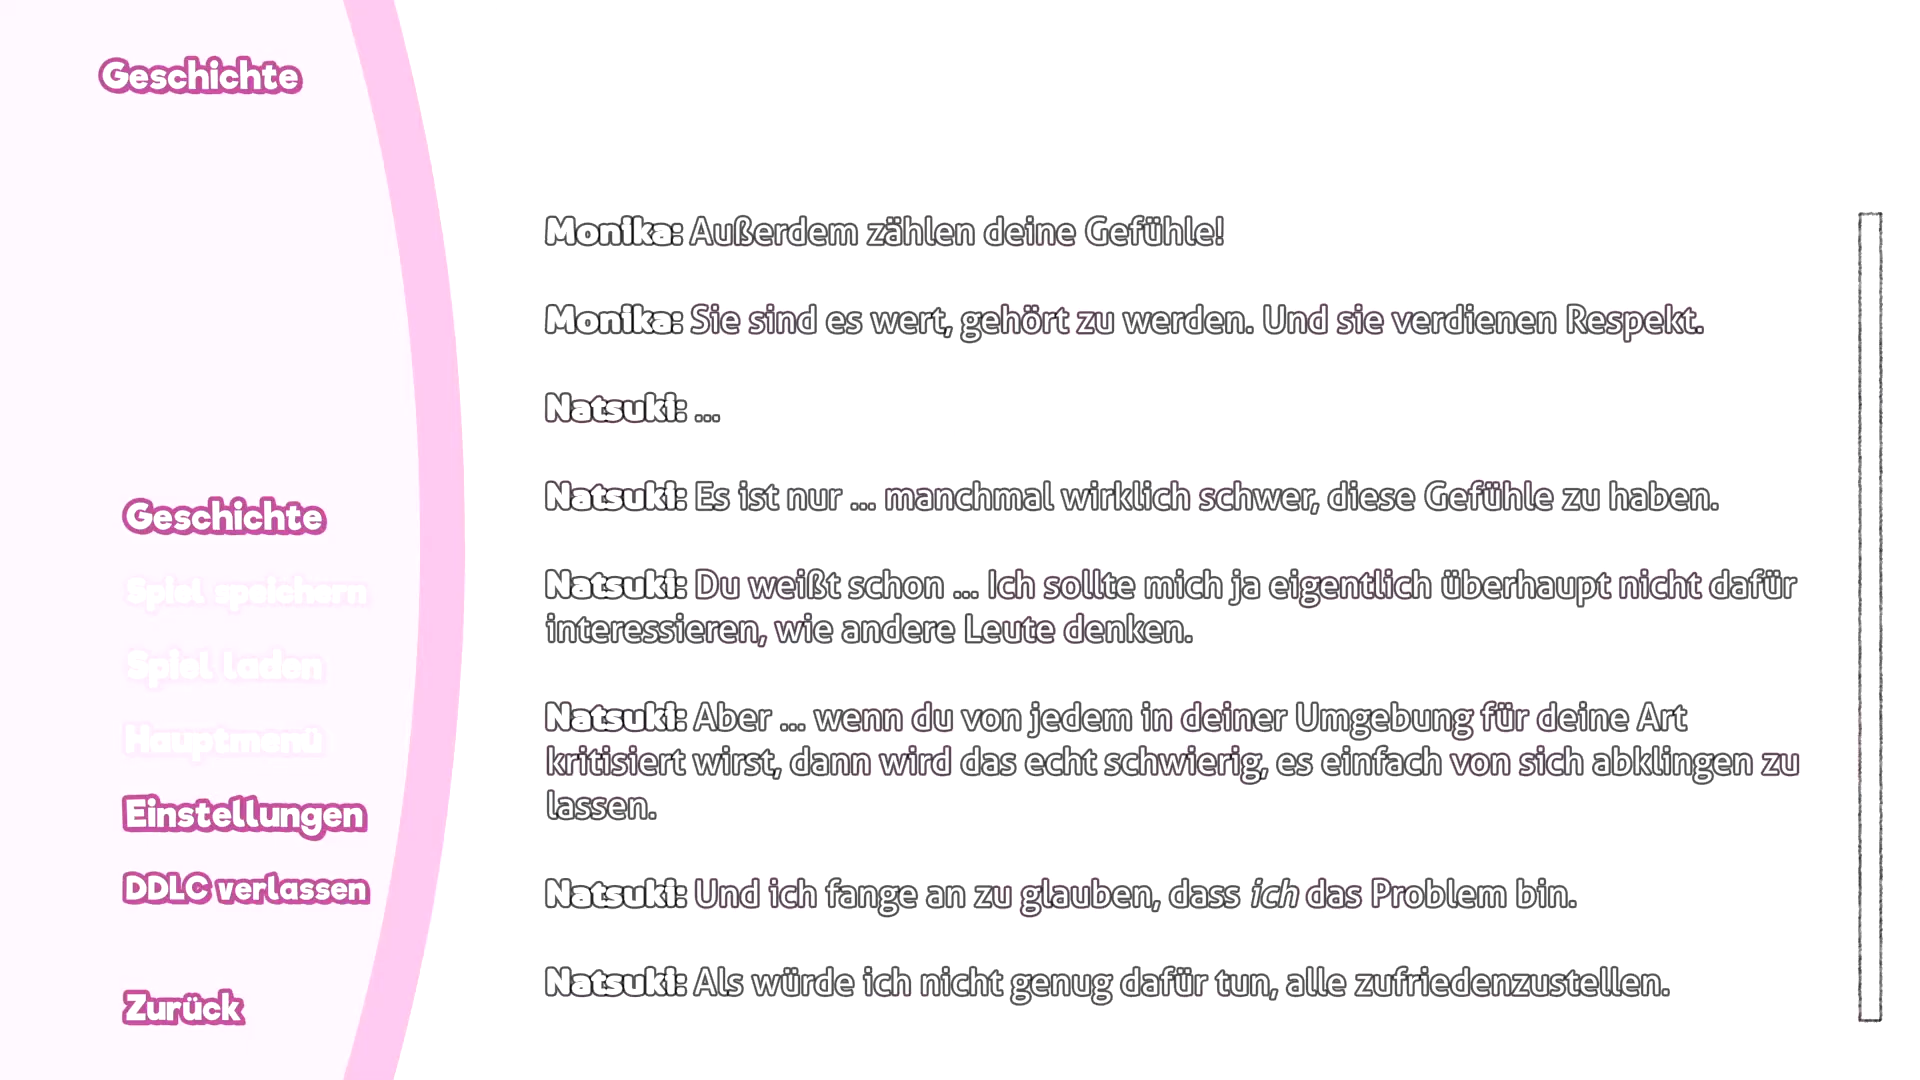 Geschichte
Monika: Außerdem zählen deine Gefühle!
Monika: Sie sind es wert, gehört zu werden. Und sie verdienen Respekt.
Natsuki: ...
Natsuki: Es ist nur ... manchmal wirklich schwer, diese Gefühle zu haben.
Natsuki: Du weißt schon ... Ich sollte mich ja eigentlich überhaupt nicht dafür
interessieren, wie andere Leute denken.
Natsuki: Aber ... wenn du von jedem in deiner Umgebung für deine Art
kritisiert wirst, dann wird das echt schwierig, es einfach von sich abklingen zu
lassen.
Natsuki: Und ich fange an zu glauben, dass ich das Problem bin.
Natsuki: Als würde ich nicht genug dafür tun, alle zufriedenzustellen.
Geschichte
Spiel speichern
Spiel laden
Hauptmenü
Einstellungen
DDLC verlassen
Zurück